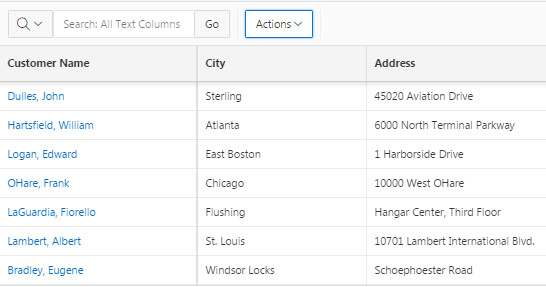 Search: All Text Columns Go Actions
Customer Name City Address
Dulles, John Sterling 45020 Aviation Drive
Hartsfield, William Atlanta 6000 North Terminal Parkway
Logan, Edward East Boston 1 Harborside Drive
OHare, Frank Chicago 10000 West OHare
LaGuardia, Fiorello Flushing Hangar Center, Third Floor
Lambert, Albert St. Louis 10701 Lambert International Blvd.
Bradley, Eugene Windsor Locks Schoephoester Road